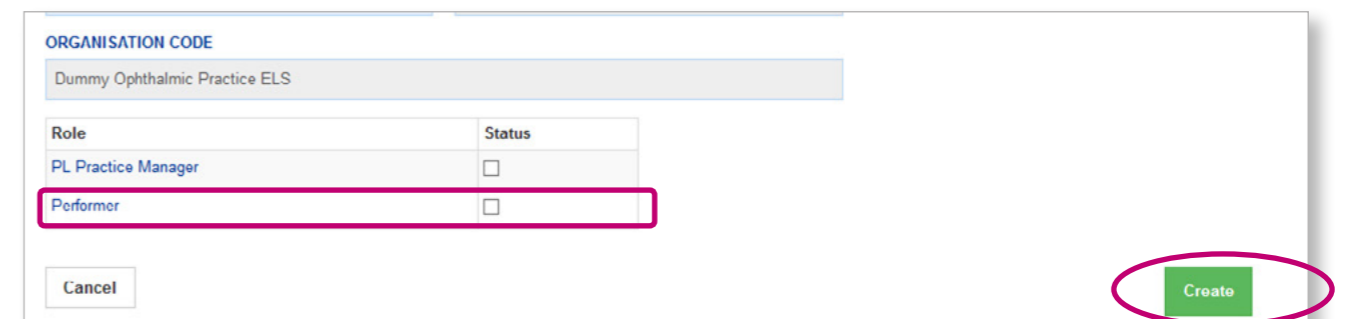 ORGANISATION CODE
Dummy Ophthalmic Practice ELS
Role Status
PL Practice Manager
Performer
Cancel Create